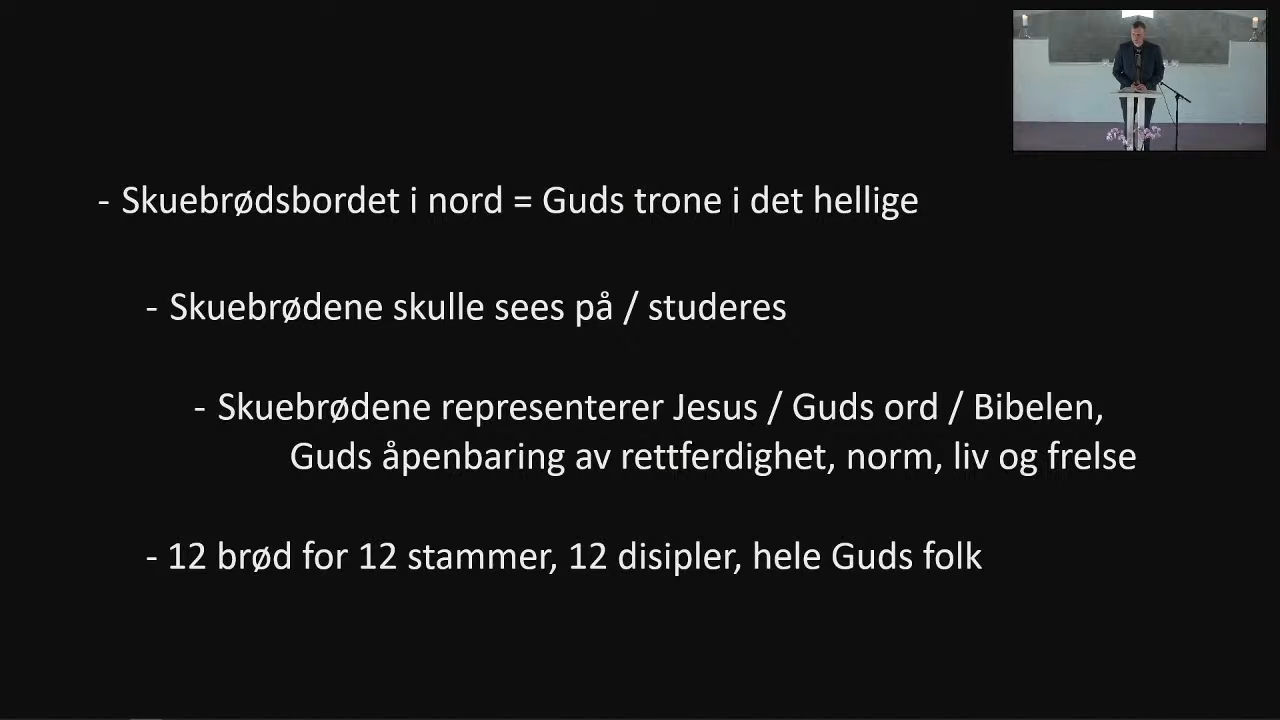 - Skuebrødsbordet i nord = Guds trone i det hellige
- Skuebrødene skulle sees på / studeres
- Skuebrødene representerer Jesus / Guds ord / Bibelen,
Guds åpenbaring av rettferdighet, norm, liv og frelse
- 12 brød for 12 stammer, 12 disipler, hele Guds folk